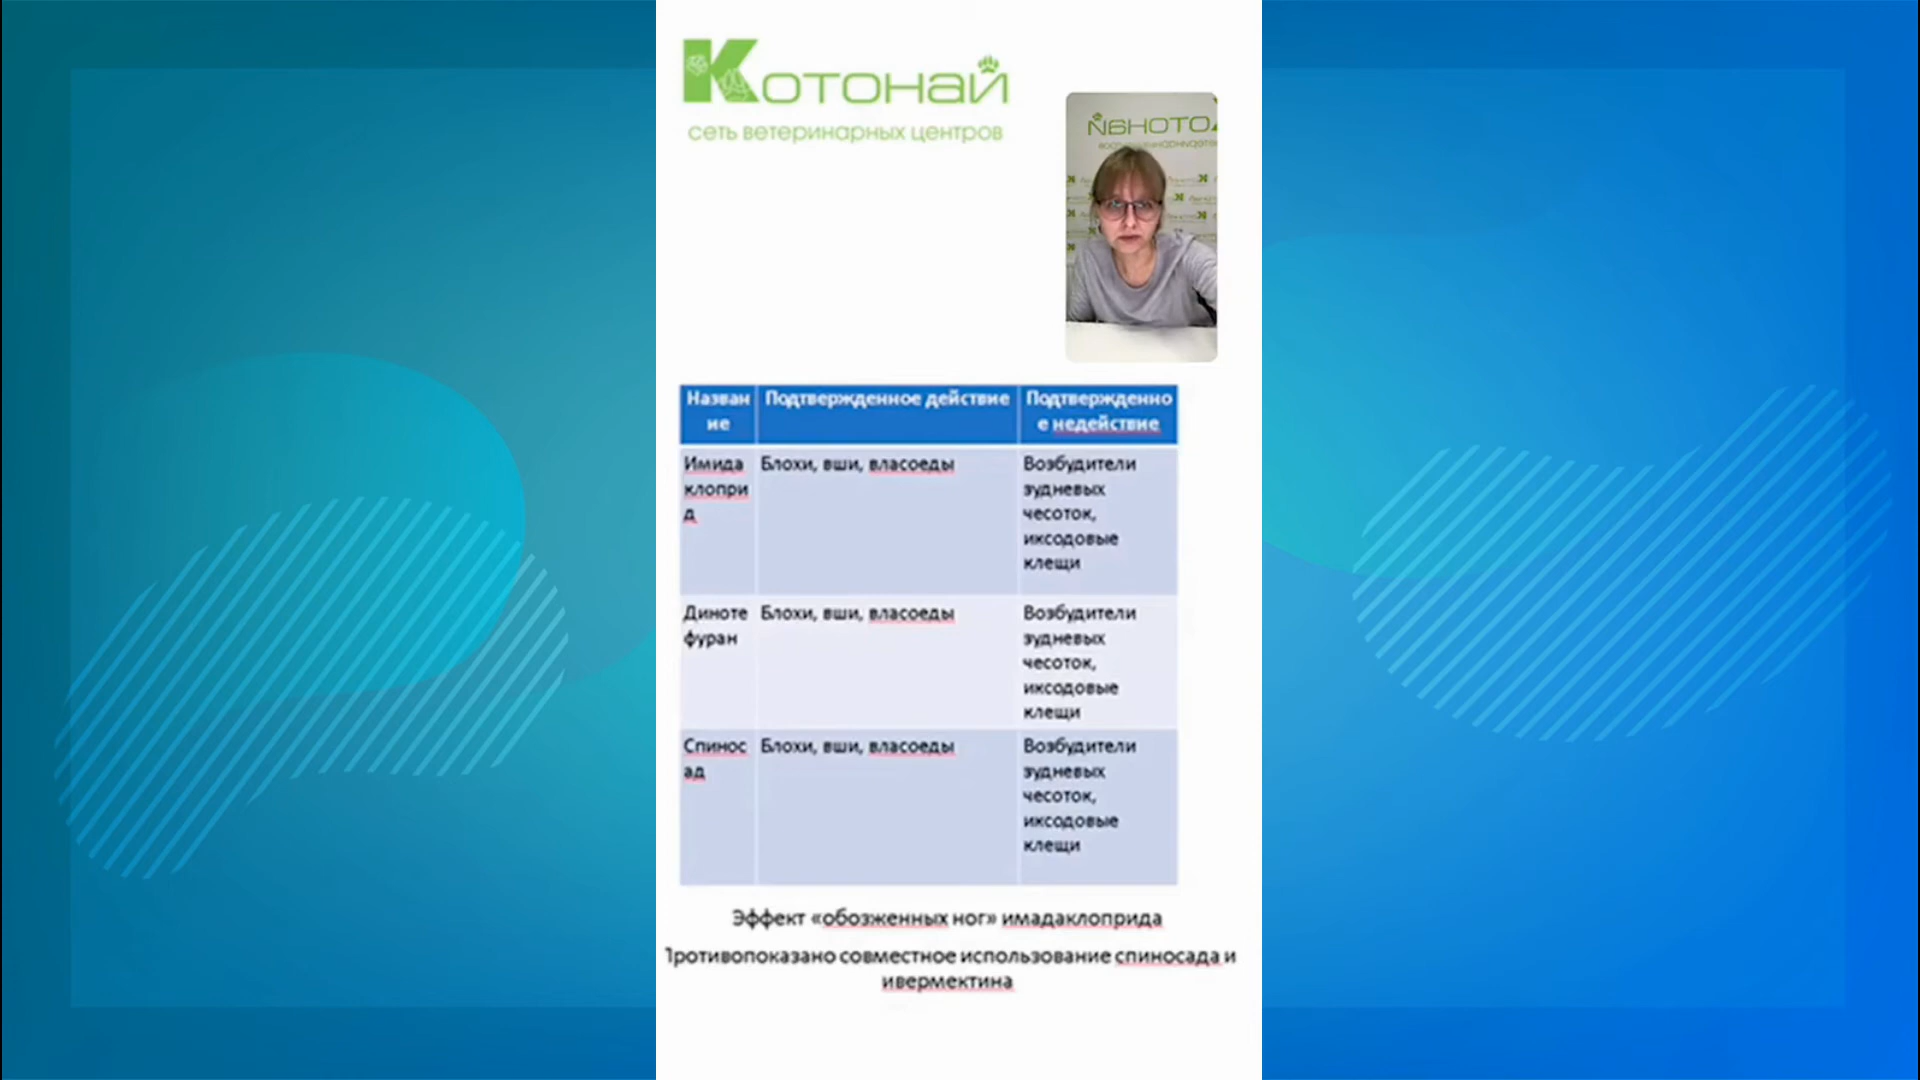 Котонай
сеть ветеринарных центров
Назван
ие
Подтвержденное действие
Подтвержденно
е недействие
Имида
клопри
д
Блохи, вши, власоеды
Возбудители
зудневых
чесоток,
иксодовые
клещи
Диноте
фуран
Блохи, вши, власоеды
Возбудители
зудневых
чесоток,
иксодовые
клещи
Спинос
ад
Блохи, вши, власоеды
Возбудители
зудневых
чесоток,
иксодовые
клещи
Эффект «обозженных ног» имадаклоприда
Противопоказано совместное использование спиносада и
ивермектина